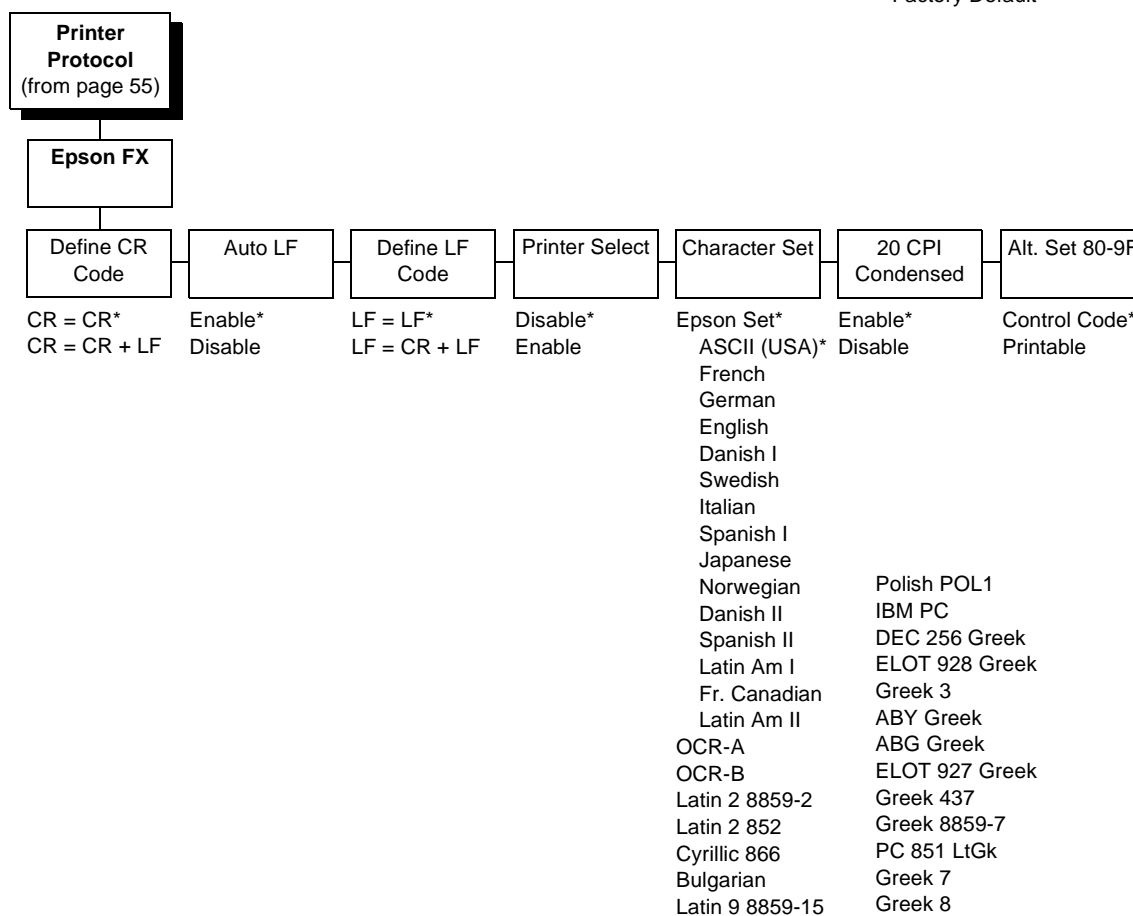 Factory Default
Printer
Protocol
(from page 55)
Epson FX
Define CR
Code
Auto LF
Define LF
Code
Printer Select
Character Set
20 CPI
Condensed
Alt. Set 80-9F
CR = CR*
CR = CR + LF
Enable*
Disable
LF = LF*
LF = CR + LF
Disable*
Enable
Epson Set*
ASCII (USA)*
French
German
English
Danish I
Swedish
Italian
Spanish I
Japanese
Norwegian
Danish II
Spanish II
Latin Am I
Fr. Canadian
Latin Am II
OCR-A
OCR-B
Latin 2 8859-2
Latin 2 852
Cyrillic 866
Bulgarian
Latin 9 8859-15
Polish POL1
IBM PC
DEC 256 Greek
ELOT 928 Greek
Greek 3
ABY Greek
ABG Greek
ELOT 927 Greek
Greek 437
Greek 8859-7
PC 851 LtGk
Greek 7
Greek 8
Enable*
Disable
Control Code*
Printable